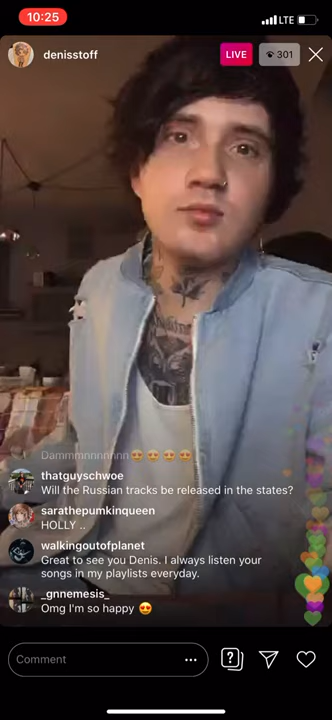 10:25
LTE
denisstoff
LIVE
301
Dammmnnnnnnn😍😍😍😍
thatguyschwoe
Will the Russian tracks be released in the states?
sarathepumkinqueen
HOLLY ..
walkingoutofplanet
Great to see you Denis. I always listen your
songs in my playlists everyday.
_gnnemesis_
Omg I'm so happy 😍
Comment